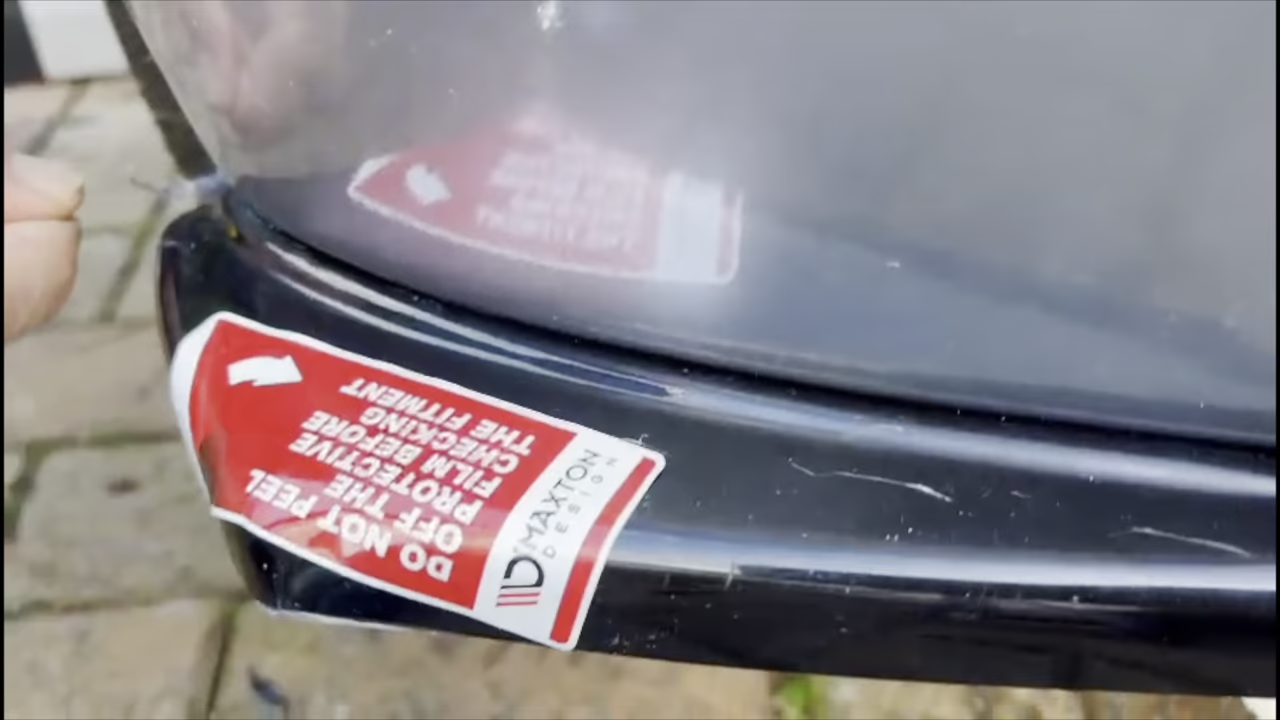 DO NOT PEEL
OFF THE
PROTECTIVE
FILM BEFORE
CHECKING
THE FITMENT
MAXTON
DESIGN